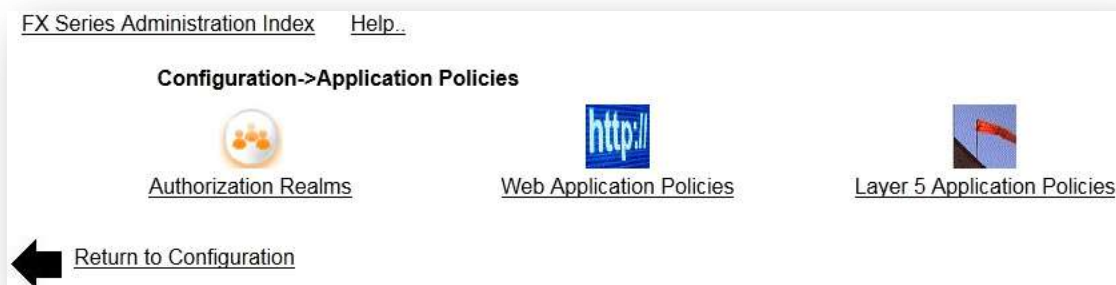 FX Series Administration Index Help..
Configuration->Application Policies
http://
Authorization Realms Web Application Policies Layer 5 Application Policies
Return to Configuration